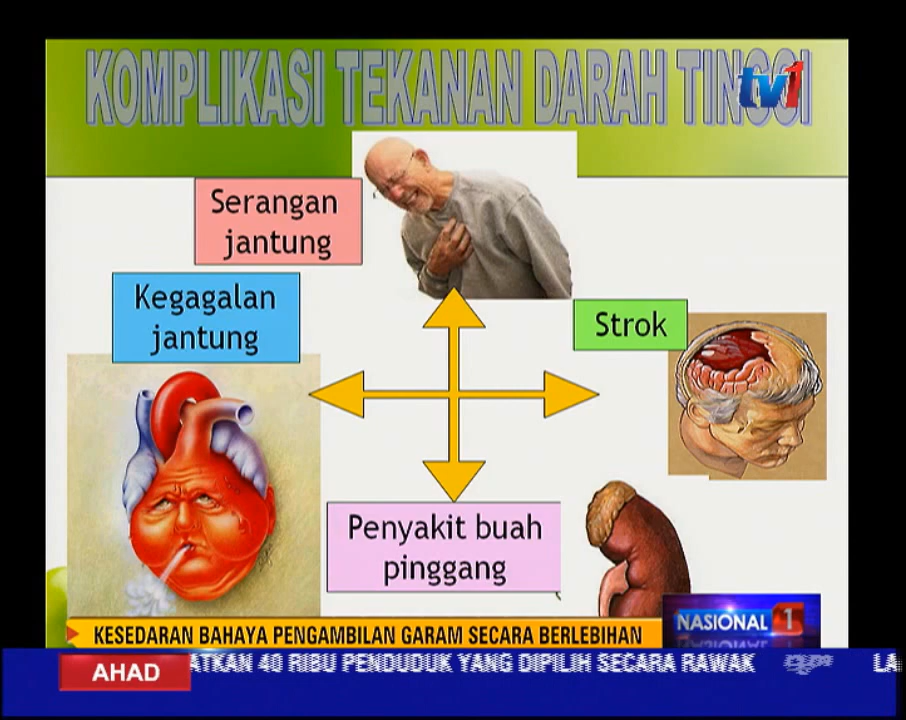 KOMPLIKASI TEKANAN DARAH TINGGI
tv1
Serangan
jantung
Kegagalan
jantung
Strok
Penyakit buah
pinggang
KESEDARAN BAHAYA PENGAMBILAN GARAM SECARA BERLEBIHAN
NASIONAL 1
AHAD
ATKAN 40 RIBU PENDUDUK YANG DIPILIH SECARA RAWAK
LA